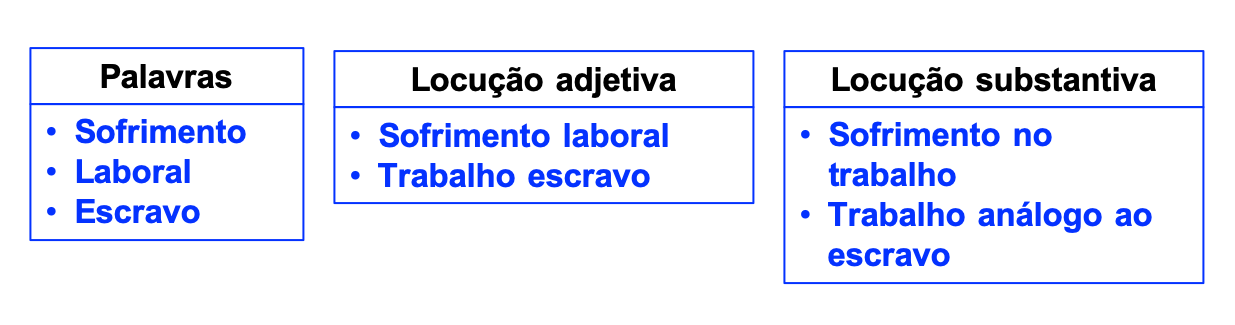 Palavras
• Sofrimento
• Laboral
• Escravo
Locução adjetiva
• Sofrimento laboral
• Trabalho escravo
Locução substantiva
• Sofrimento no
trabalho
• Trabalho análogo ao
escravo